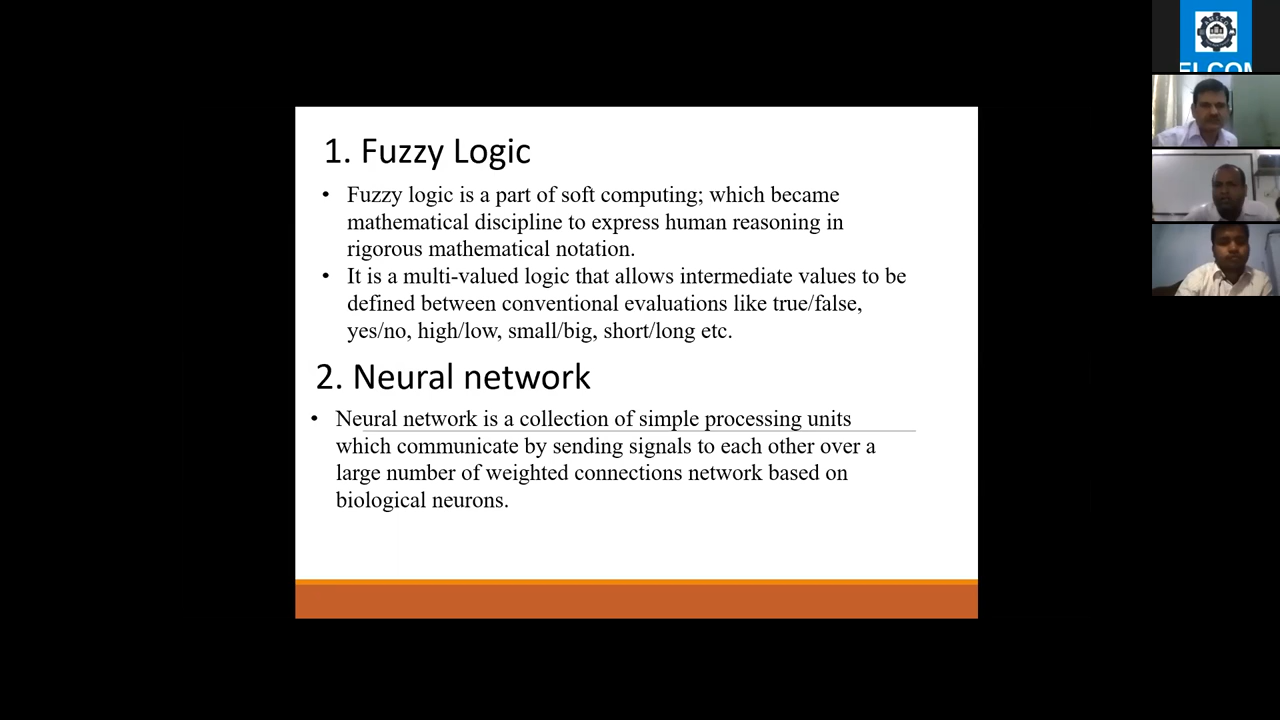 1. Fuzzy Logic
• Fuzzy logic is a part of soft computing; which became
mathematical discipline to express human reasoning in
rigorous mathematical notation.
• It is a multi-valued logic that allows intermediate values to be
defined between conventional evaluations like true/false,
yes/no, high/low, small/big, short/long etc.
2. Neural network
• Neural network is a collection of simple processing units
which communicate by sending signals to each other over a
large number of weighted connections network based on
biological neurons.